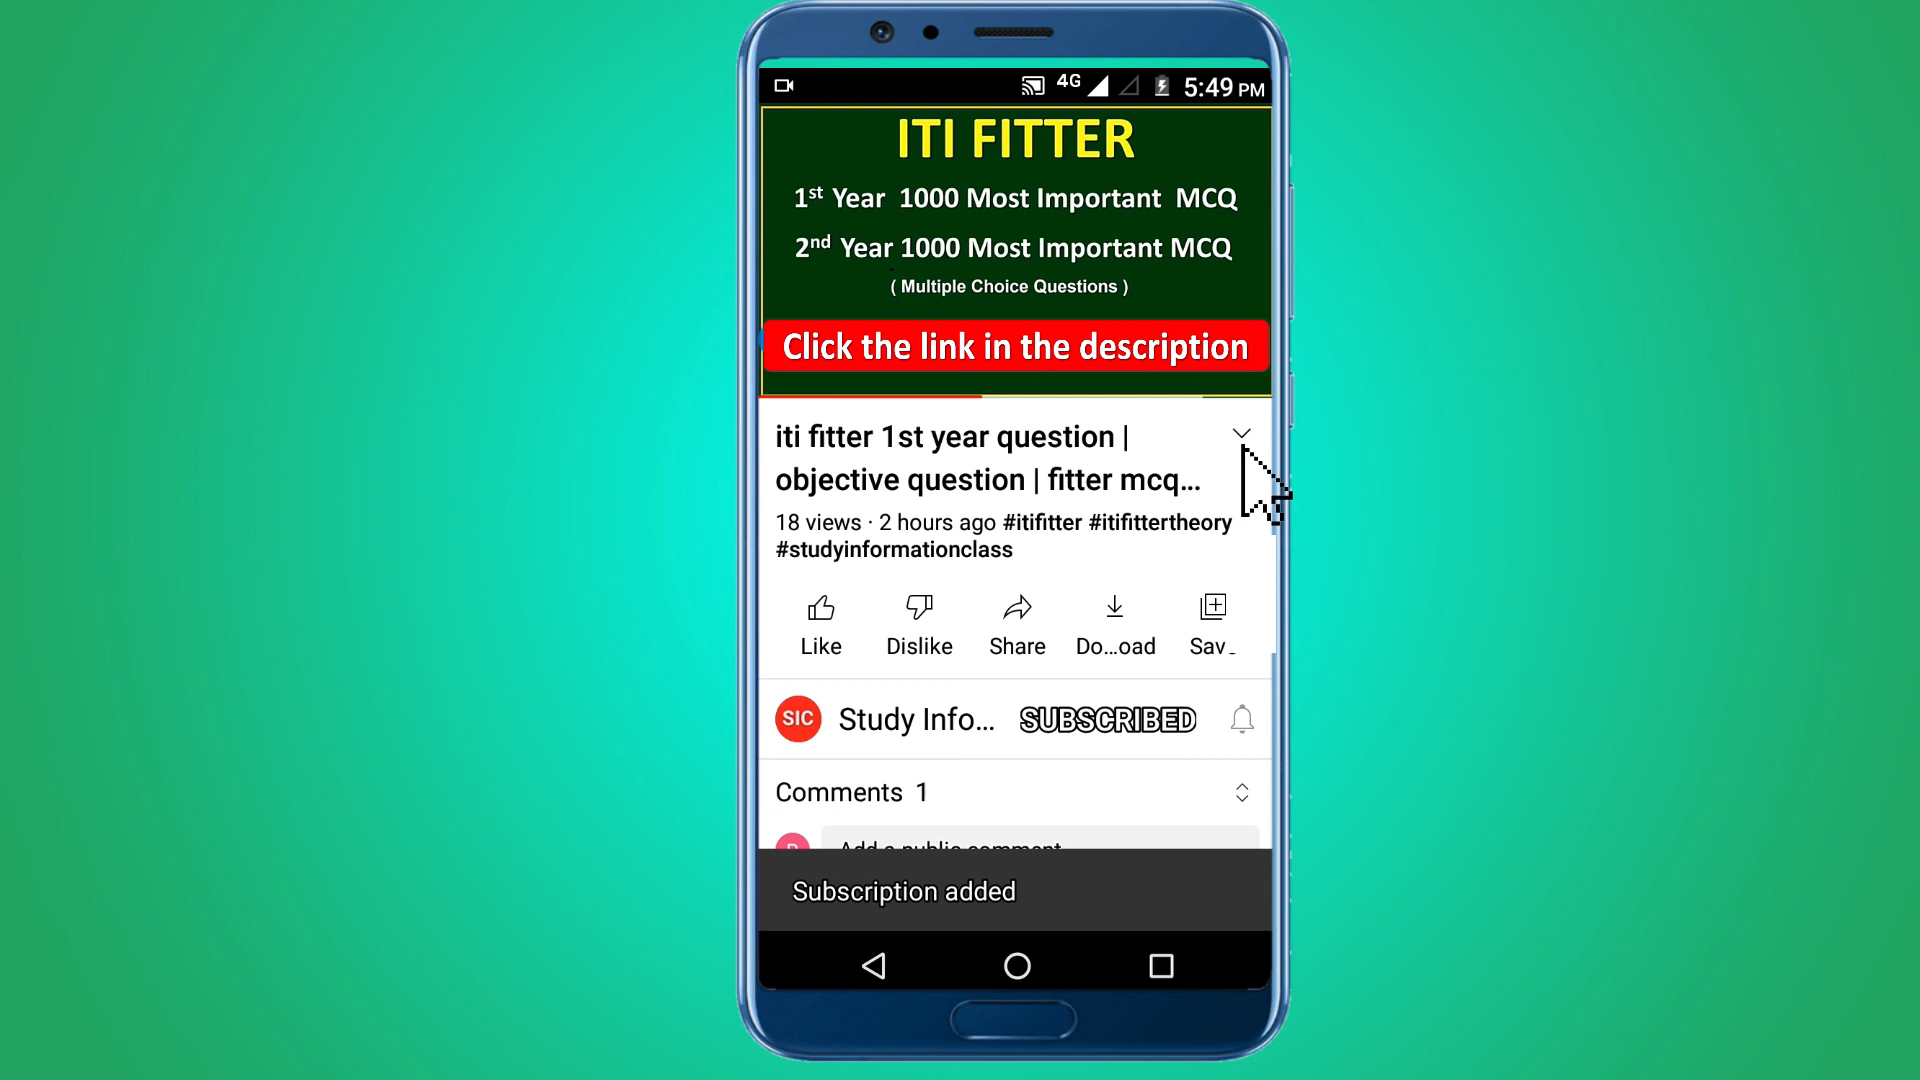 4G 5:49 PM
ITI FITTER
1st Year 1000 Most Important MCQ
2nd Year 1000 Most Important MCQ
( Multiple Choice Questions )
Click the link in the description
iti fitter 1st year question |
objective question | fitter mcq...
18 views · 2 hours ago #itifitter #itifittertheory
#studyinformationclass
Like Dislike Share Do...oad Sav
SIC Study Info... SUBSCRIBED
Comments 1
Add a public comment
Subscription added